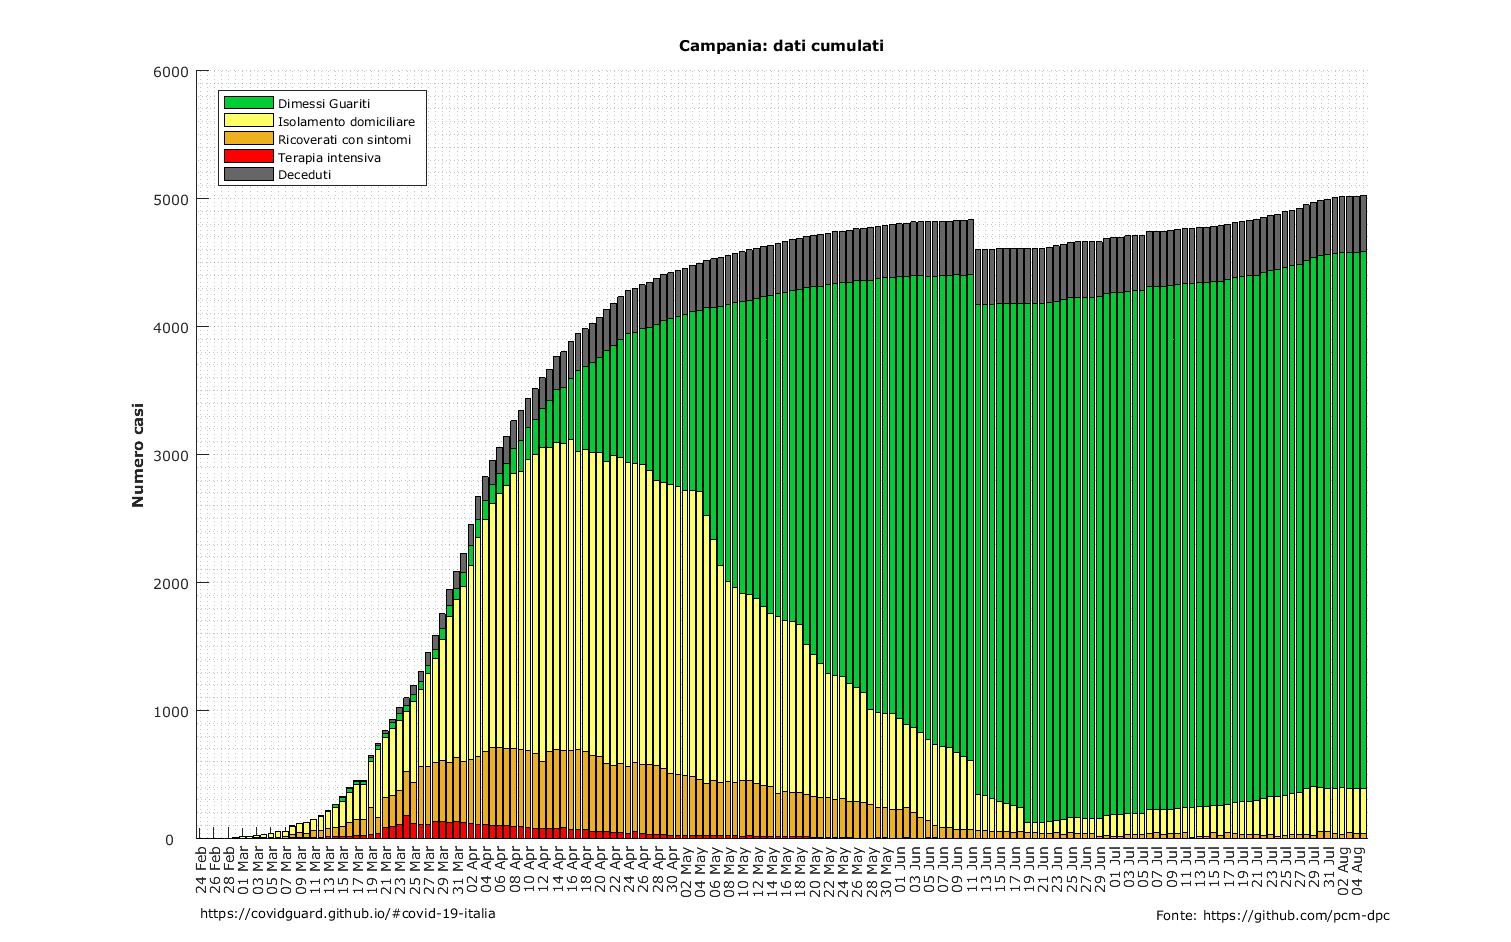 Campania: dati cumulati
6000
5000
4000
3000
2000
1000
0
Numero casi
Dimessi Guariti
Isolamento domiciliare
Ricoverati con sintomi
Terapia intensiva
Deceduti
24 Feb
26 Feb
28 Feb
01 Mar
03 Mar
05 Mar
07 Mar
09 Mar
11 Mar
13 Mar
15 Mar
17 Mar
19 Mar
21 Mar
23 Mar
25 Mar
27 Mar
29 Mar
31 Mar
02 Apr
04 Apr
06 Apr
08 Apr
10 Apr
12 Apr
14 Apr
16 Apr
18 Apr
20 Apr
22 Apr
24 Apr
26 Apr
28 Apr
30 Apr
02 May
04 May
06 May
08 May
10 May
12 May
14 May
16 May
18 May
20 May
22 May
24 May
26 May
28 May
30 May
01 Jun
03 Jun
05 Jun
07 Jun
09 Jun
11 Jun
13 Jun
15 Jun
17 Jun
19 Jun
21 Jun
23 Jun
25 Jun
27 Jun
29 Jun
01 Jul
03 Jul
05 Jul
07 Jul
09 Jul
11 Jul
13 Jul
15 Jul
17 Jul
19 Jul
21 Jul
23 Jul
25 Jul
27 Jul
29 Jul
31 Jul
02 Aug
04 Aug
https://covidguard.github.io/#covid-19-italia
Fonte: https://github.com/pcm-dpc